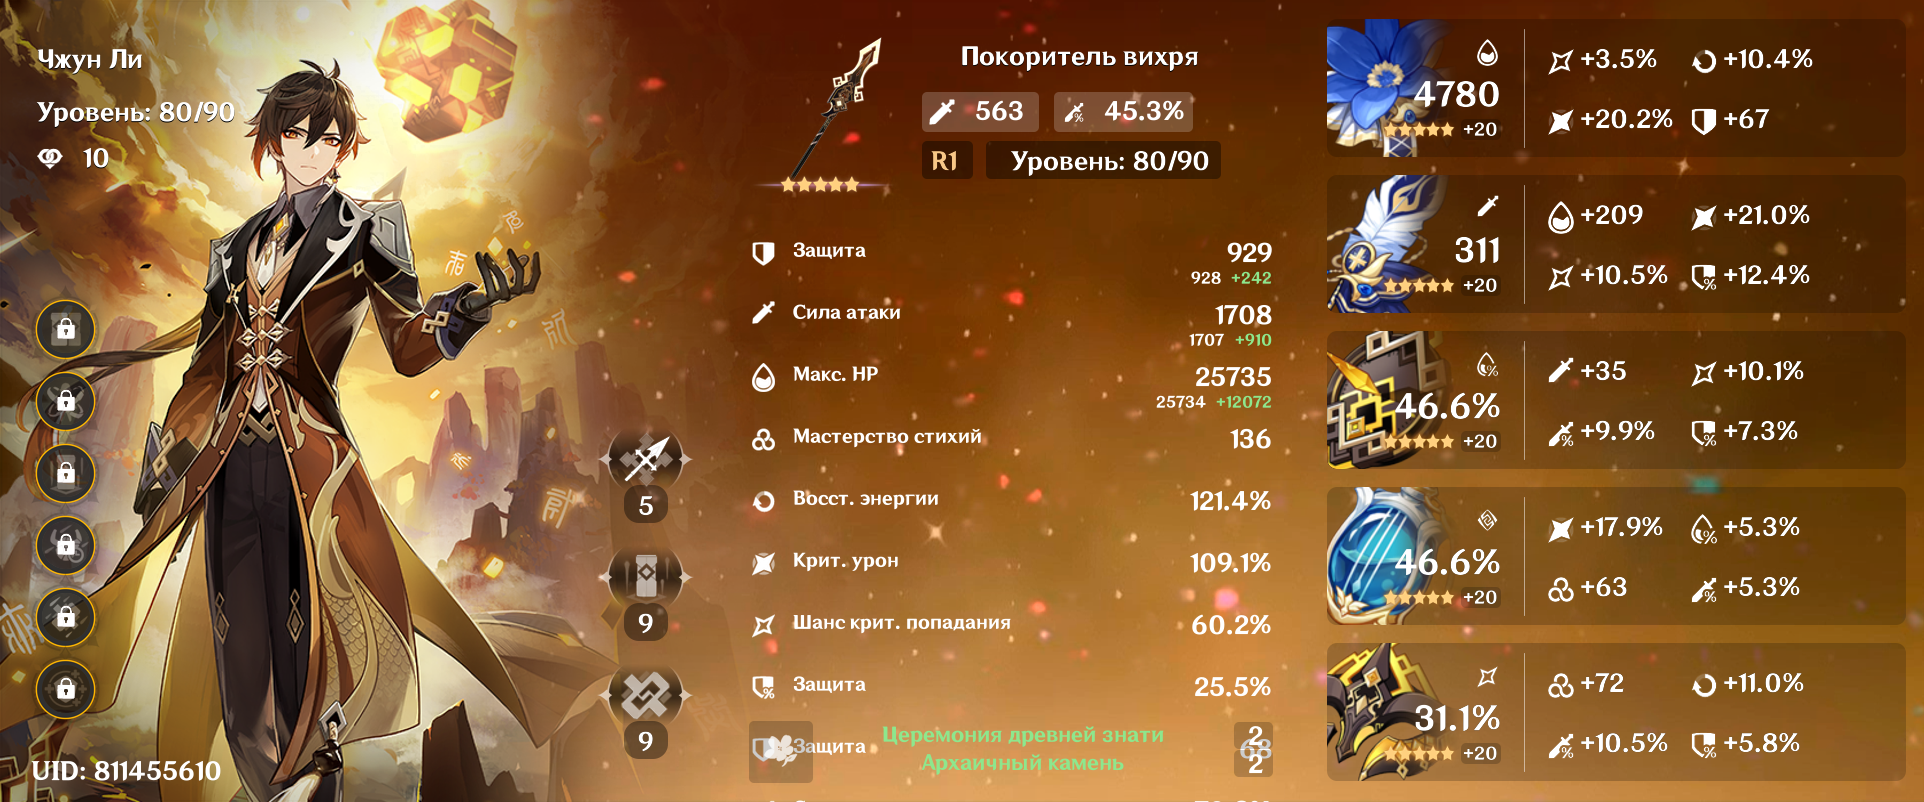 Чжун Ли
Уровень: 80/90
10
5
9
9
UID: 811455610
Покоритель вихря
563 45.3%
R1 Уровень: 80/90
Защита 929
928 +242
Сила атаки 1708
1707 +910
Макс. HP 25735
25734 +12072
Мастерство стихий 136
Восст. энергии 121.4%
Крит. урон 109.1%
Шанс крит. попадания 60.2%
Защита 25.5%
Защита
Церемония древней знати 2
Архаичный камень 2
4780
+20
+3.5% +10.4%
+20.2% +67
311
+20
+209 +21.0%
+10.5% +12.4%
46.6%
+20
+35 +10.1%
+9.9% +7.3%
46.6%
+20
+17.9% +5.3%
+63 +5.3%
31.1%
+20
+72 +11.0%
+10.5% +5.8%